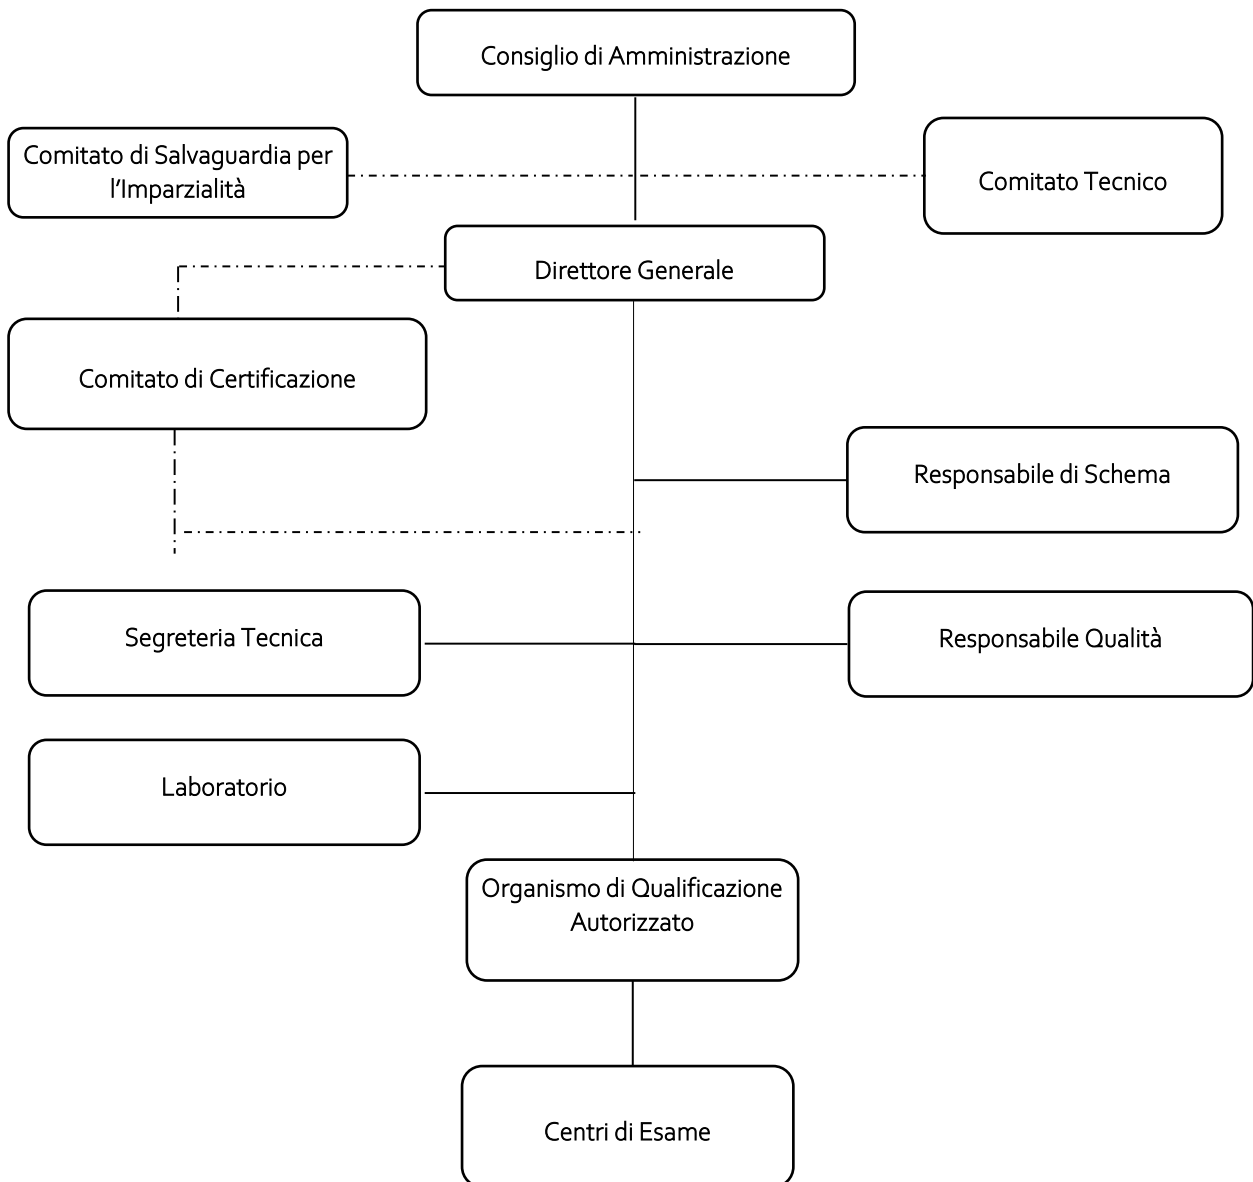 Consiglio di Amministrazione
Comitato di Salvaguardia per
l'Imparzialità
Comitato Tecnico
Direttore Generale
Comitato di Certificazione
Responsabile di Schema
Segreteria Tecnica
Responsabile Qualità
Laboratorio
Organismo di Qualificazione
Autorizzato
Centri di Esame